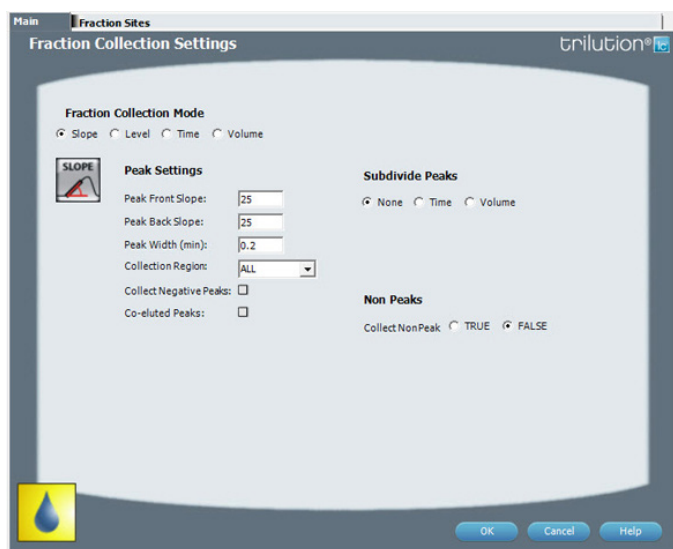 Main
Fraction Sites
Fraction Collection Settings
trilution® lc
Fraction Collection Mode
Slope Level Time Volume
SLOPE
Peak Settings
Peak Front Slope: 25
Peak Back Slope: 25
Peak Width (min): 0.2
Collection Region: ALL
Collect Negative Peaks:
Co-eluted Peaks:
Subdivide Peaks
None Time Volume
Non Peaks
Collect NonPeak TRUE FALSE
OK Cancel Help